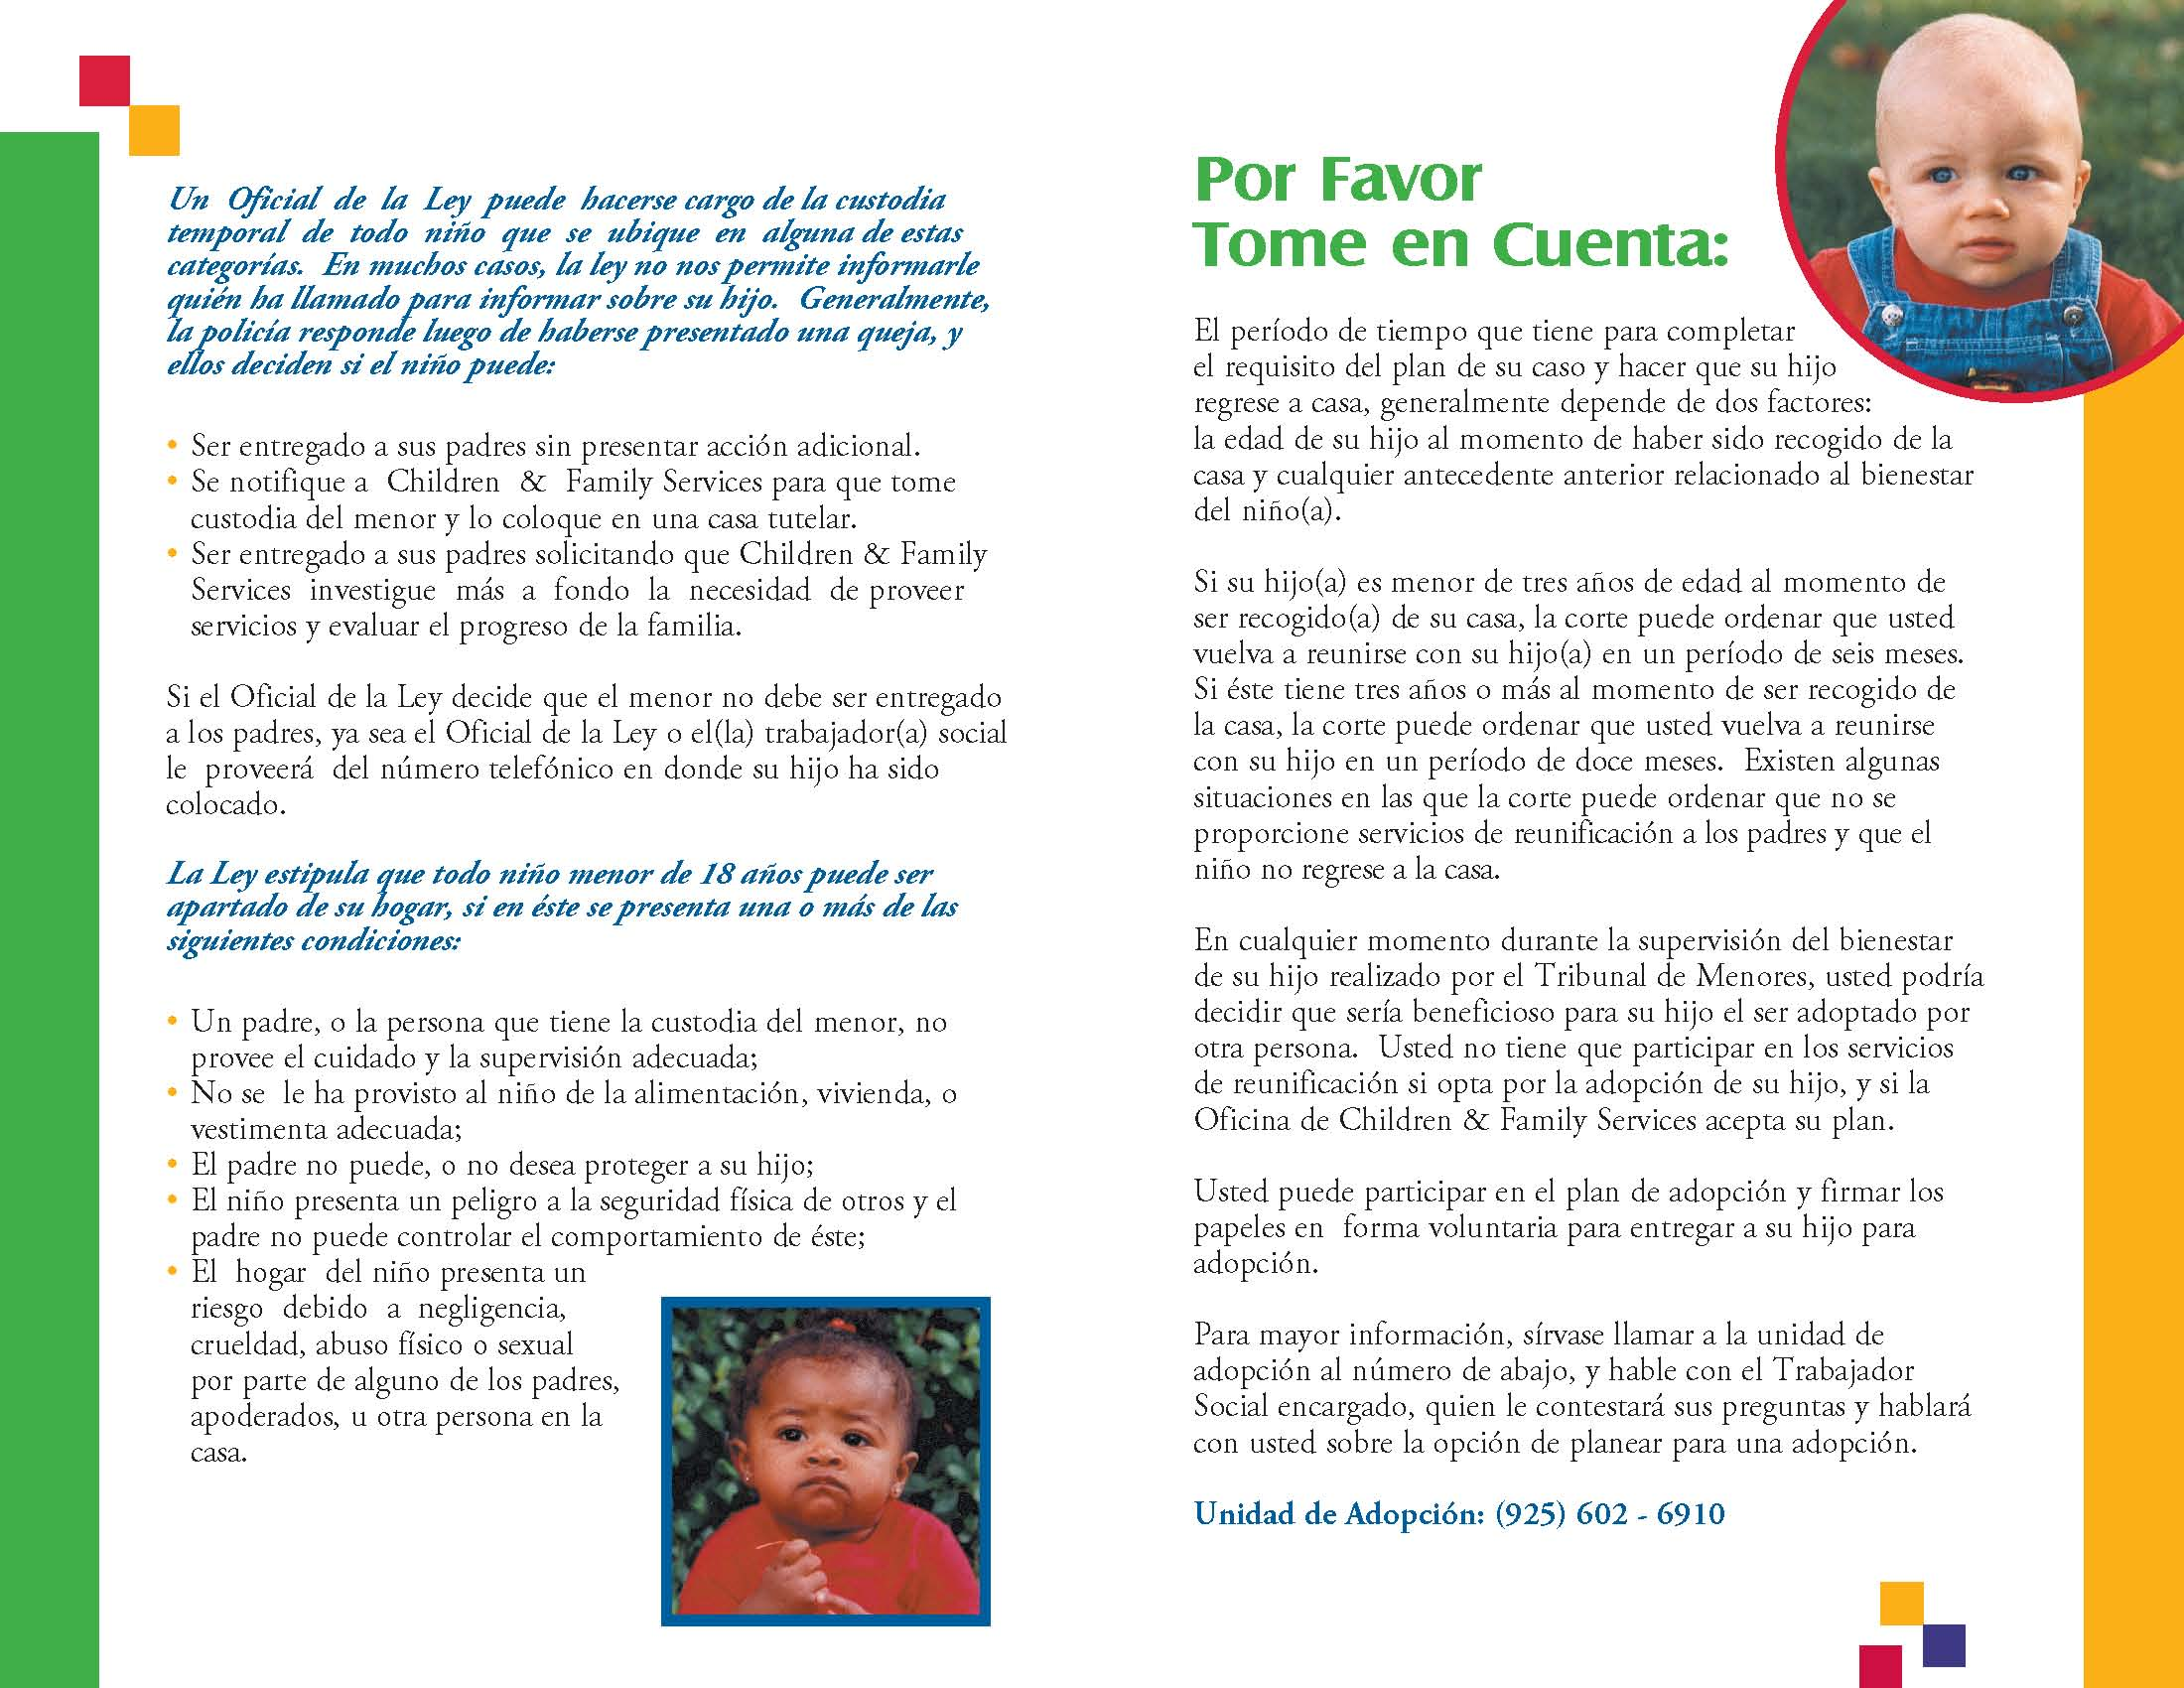 Un Oficial de la Ley puede hacerse cargo de la custodia
temporal de todo niño que se ubique en alguna de estas
categorías. En muchos casos, la ley no nos permite informarle
quién ha llamado para informar sobre su hijo. Generalmente,
la policía responde luego de haberse presentado una queja, y
ellos deciden si el niño puede:
• Ser entregado a sus padres sin presentar acción adicional.
• Se notifique a Children & Family Services para que tome
custodia del menor y lo coloque en una casa tutelar.
• Ser entregado a sus padres solicitando que Children & Family
Services investigue más a fondo la necesidad de proveer
servicios y evaluar el progreso de la familia.
Si el Oficial de la Ley decide que el menor no debe ser entregado
a los padres, ya sea el Oficial de la Ley o el(la) trabajador(a) social
le proveerá del número telefónico en donde su hijo ha sido
colocado.
La Ley estipula que todo niño menor de 18 años puede ser
apartado de su hogar, si en éste se presenta una o más de las
siguientes condiciones:
• Un padre, o la persona que tiene la custodia del menor, no
provee el cuidado y la supervisión adecuada;
• No se le ha provisto al niño de la alimentación, vivienda, o
vestimenta adecuada;
• El padre no puede, o no desea proteger a su hijo;
• El niño presenta un peligro a la seguridad física de otros y el
padre no puede controlar el comportamiento de éste;
• El hogar del niño presenta un
riesgo debido a negligencia,
crueldad, abuso físico o sexual
por parte de alguno de los padres,
apoderados, u otra persona en la
casa.
Por Favor
Tome en Cuenta:
El período de tiempo que tiene para completar
el requisito del plan de su caso y hacer que su hijo
regrese a casa, generalmente depende de dos factores:
la edad de su hijo al momento de haber sido recogido de la
casa y cualquier antecedente anterior relacionado al bienestar
del niño(a).
Si su hijo(a) es menor de tres años de edad al momento de
ser recogido(a) de su casa, la corte puede ordenar que usted
vuelva a reunirse con su hijo(a) en un período de seis meses.
Si éste tiene tres años o más al momento de ser recogido de
la casa, la corte puede ordenar que usted vuelva a reunirse
con su hijo en un período de doce meses. Existen algunas
situaciones en las que la corte puede ordenar que no se
proporcione servicios de reunificación a los padres y que el
niño no regrese a la casa.
En cualquier momento durante la supervisión del bienestar
de su hijo realizado por el Tribunal de Menores, usted podría
decidir que sería beneficioso para su hijo el ser adoptado por
otra persona. Usted no tiene que participar en los servicios
de reunificación si opta por la adopción de su hijo, y si la
Oficina de Children & Family Services acepta su plan.
Usted puede participar en el plan de adopción y firmar los
papeles en forma voluntaria para entregar a su hijo para
adopción.
Para mayor información, sírvase llamar a la unidad de
adopción al número de abajo, y hable con el Trabajador
Social encargado, quien le contestará sus preguntas y hablará
con usted sobre la opción de planear para una adopción.
Unidad de Adopción: (925) 602 - 6910